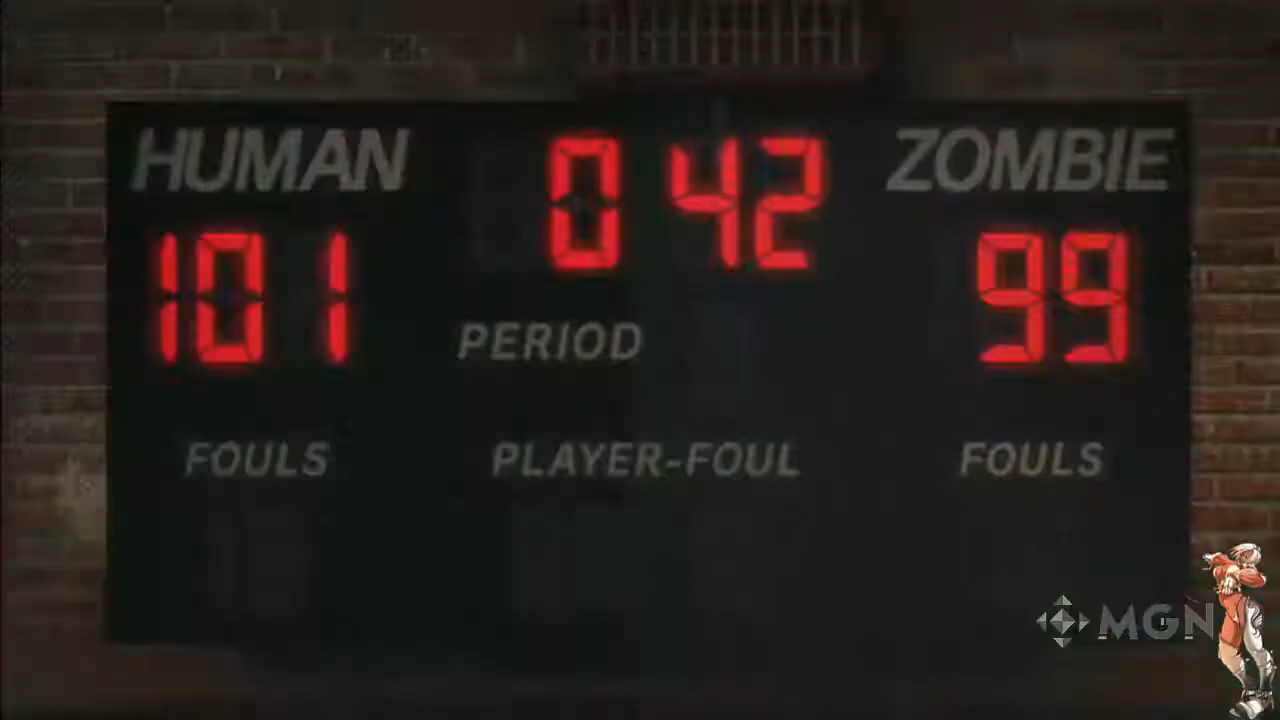 HUMAN 0 42 ZOMBIE
101 99
PERIOD
FOULS PLAYER-FOUL FOULS
MGN